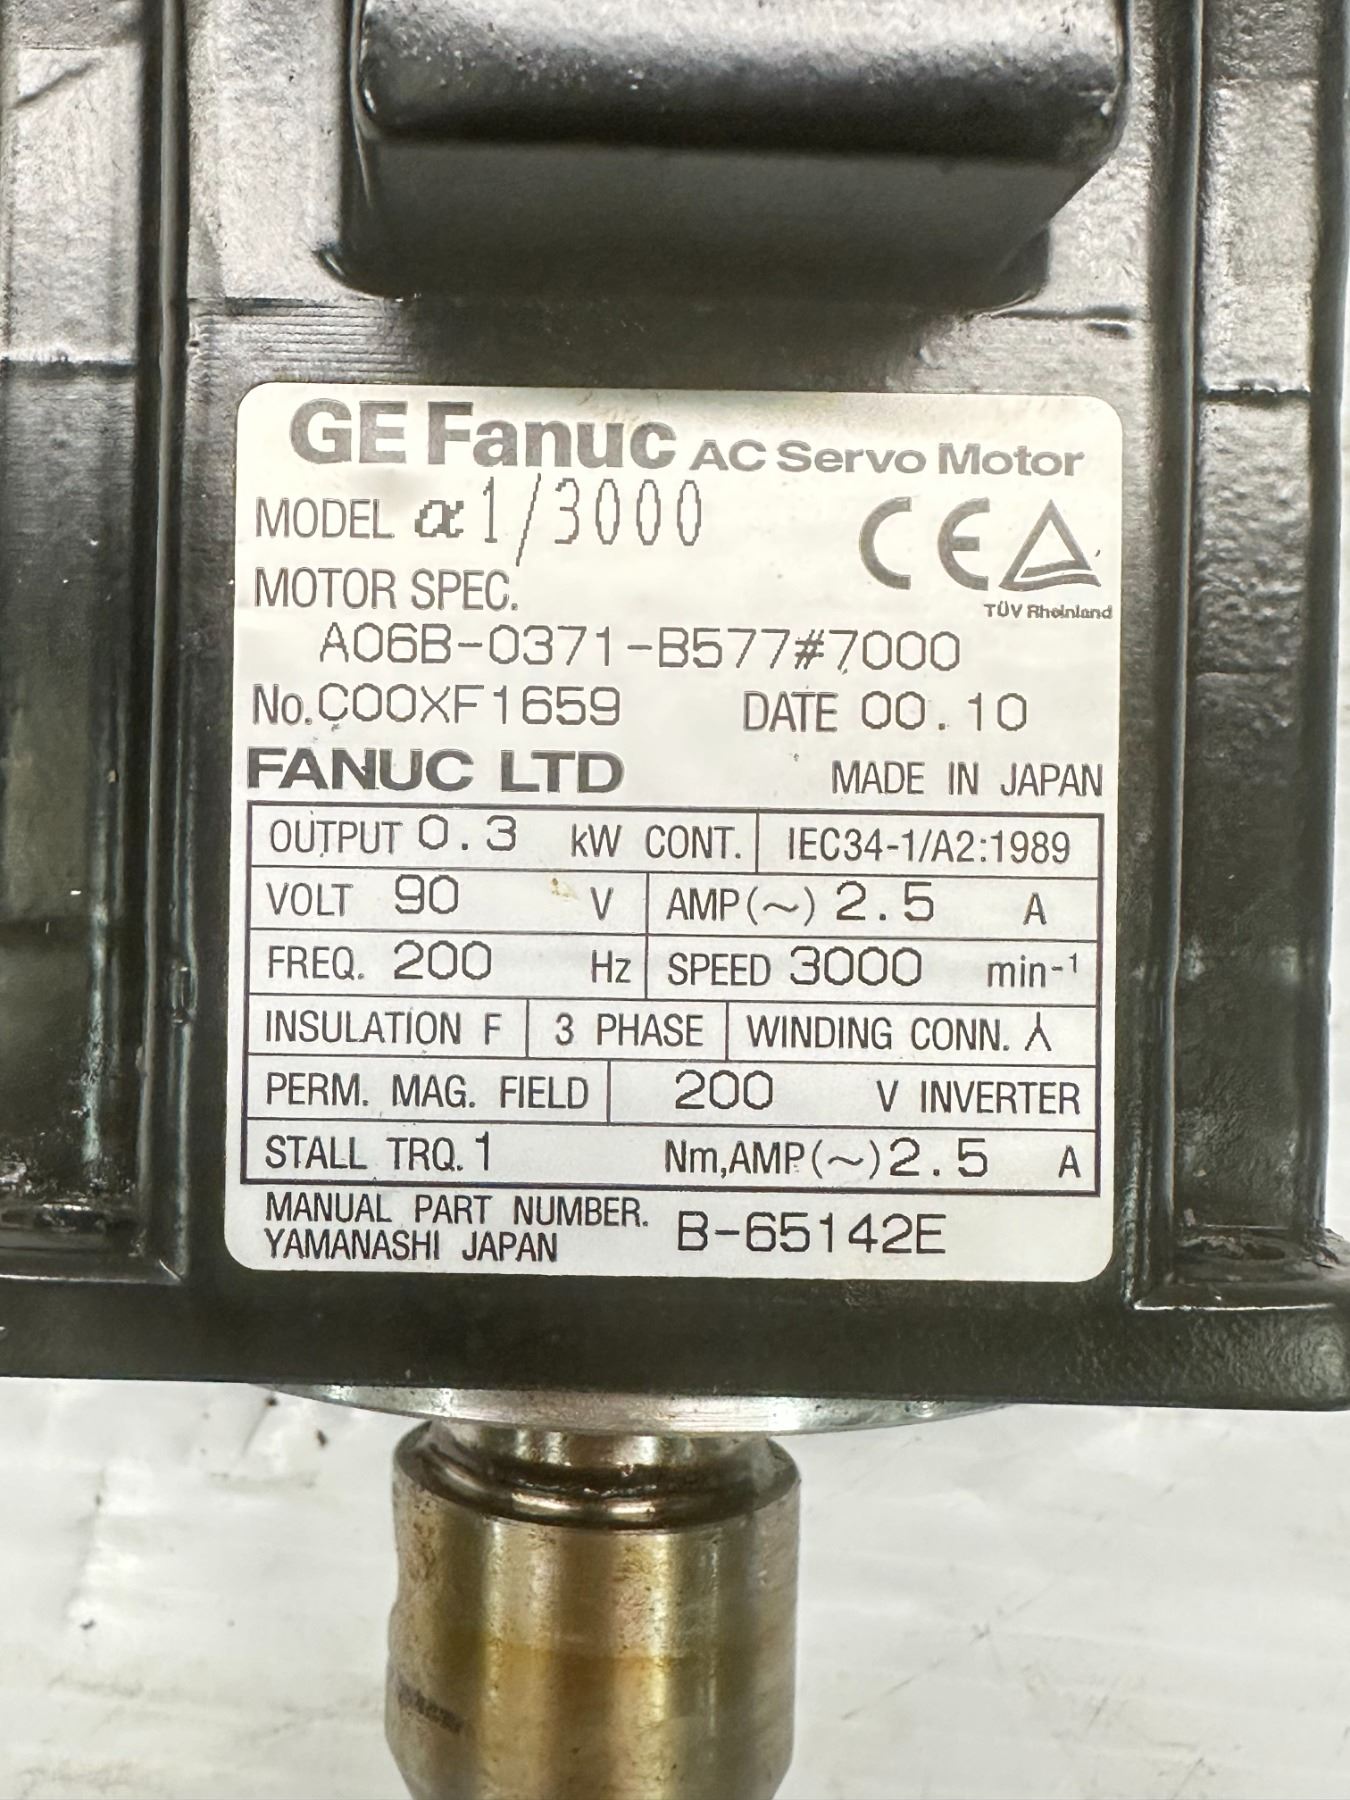 GE Fanuc AC Servo Motor
MODEL α1/3000
CE
TÜV Rheinland
MOTOR SPEC.
A06B-0371-B577#7000
No.C00XF1659 DATE 00.10
FANUC LTD MADE IN JAPAN
OUTPUT 0.3 kW CONT. IEC34-1/A2:1989
VOLT 90 V AMP(~) 2.5 A
FREQ. 200 Hz SPEED 3000 min-1
INSULATION F 3 PHASE WINDING CONN. ⅄
PERM. MAG. FIELD 200 V INVERTER
STALL TRQ. 1 Nm,AMP(~) 2.5 A
MANUAL PART NUMBER. B-65142E
YAMANASHI JAPAN